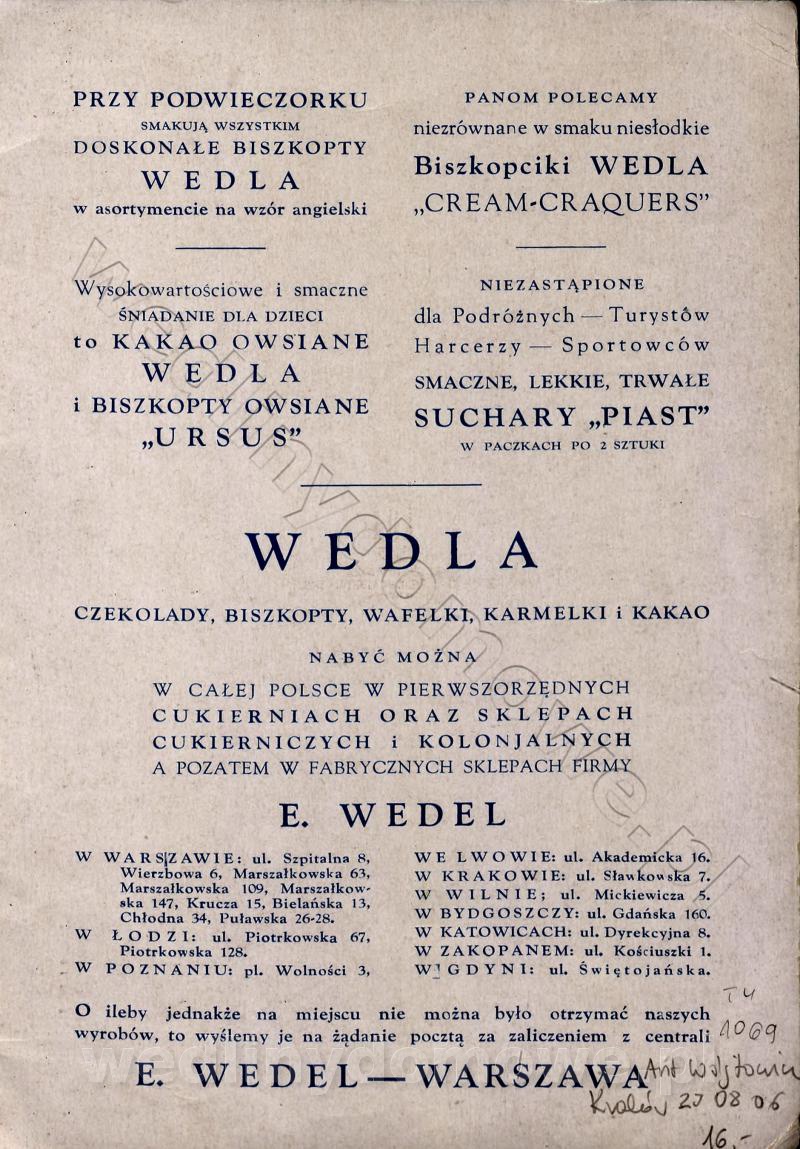 PRZY PODWIECZORKU
SMAKUJĄ WSZYSTKIM
DOSKONAŁE BISZKOPTY
WEDLA
w asortymencie na wzór angielski
PANOM POLECAMY
niezrównane w smaku niesłodkie
Biszkopciki WEDLA
„CREAM-CRAQUERS”
Wysokowartościowe i smaczne
ŚNIADANIE DLA DZIECI
to KAKAO OWSIANE
WEDLA
i BISZKOPTY OWSIANE
„URSUS”
NIEZASTĄPIONE
dla Podróżnych — Turystów
Harcerzy — Sportowców
SMACZNE, LEKKIE, TRWAŁE
SUCHARY „PIAST”
W PACZKACH PO 2 SZTUKI
WEDLA
CZEKOLADY, BISZKOPTY, WAFELKI, KARMELKI i KAKAO
NABYĆ MOŻNA
W CAŁEJ POLSCE W PIERWSZORZĘDNYCH
CUKIERNIACH ORAZ SKLEPACH
CUKIERNICZYCH i KOLONJALNYCH
A POZATEM W FABRYCZNYCH SKLEPACH FIRMY
E. WEDEL
W WARSZAWIE: ul. Szpitalna 8,
Wierzbowa 6, Marszałkowska 63,
Marszałkowska 109, Marszałkow-
ska 147, Krucza 15, Bielańska 13,
Chłodna 34, Puławska 26-28.
W ŁODZI: ul. Piotrkowska 67,
Piotrkowska 128.
W POZNANIU: pl. Wolności 3,
WE LWOWIE: ul. Akademicka 16.
W KRAKOWIE: ul. Sławkowska 7.
W WILNIE; ul. Mickiewicza 5.
W BYDGOSZCZY: ul. Gdańska 160.
W KATOWICACH: ul. Dyrekcyjna 8.
W ZAKOPANEM: ul. Kościuszki 1.
W GDYNI: ul. Świętojańska.
O ileby jednakże na miejscu nie można było otrzymać naszych
wyrobów, to wyślemy je na żądanie pocztą za zaliczeniem z centrali
E. WEDEL — WARSZAWA
T4
1069
Ant
Kraków 20 08 06
16,-